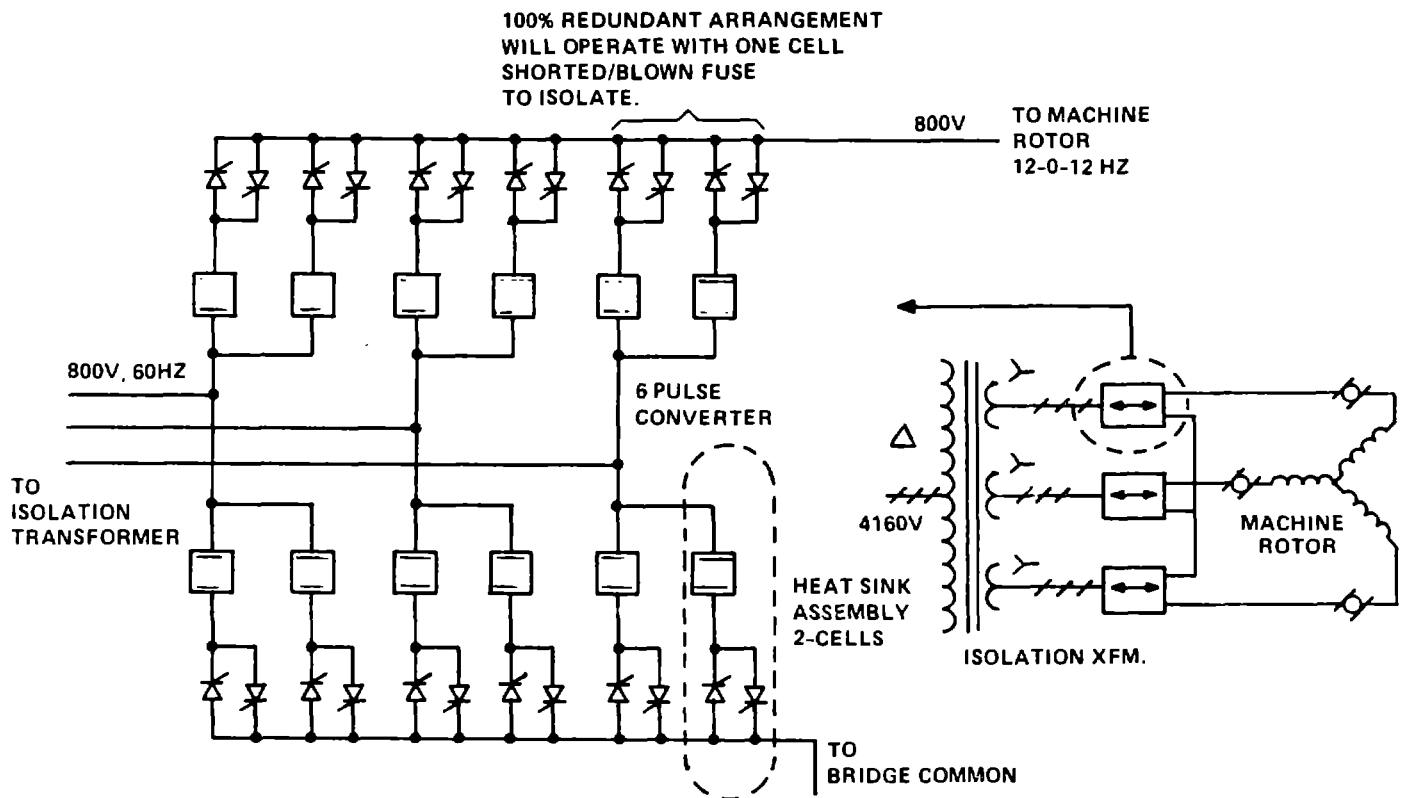 100% REDUNDANT ARRANGEMENT
WILL OPERATE WITH ONE CELL
SHORTED/BLOWN FUSE
TO ISOLATE.
800V
TO MACHINE
ROTOR
12-0-12 HZ
800V, 60HZ
6 PULSE
CONVERTER
TO
ISOLATION
TRANSFORMER
4160V
MACHINE
ROTOR
HEAT SINK
ASSEMBLY
2-CELLS
ISOLATION XFM.
TO
BRIDGE COMMON